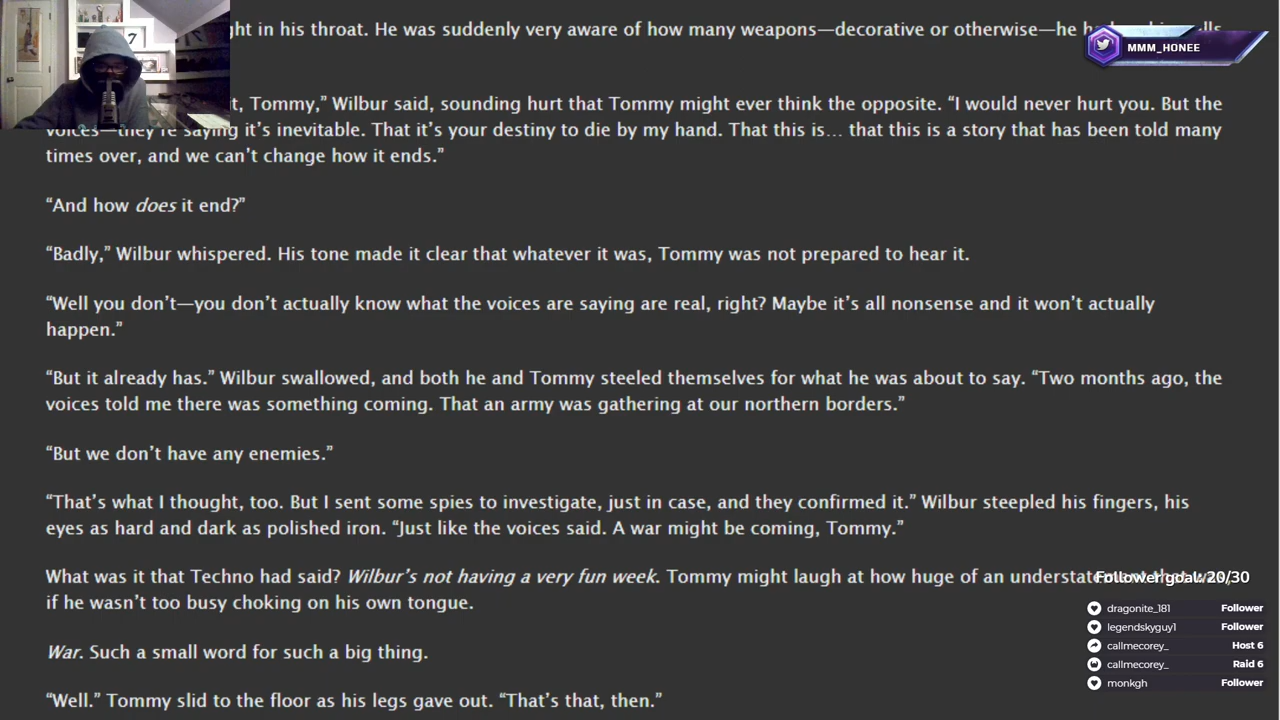 7
ght in his throat. He was suddenly very aware of how many weapons—decorative or otherwise—he
MMM_HONEE
t, Tommy,” Wilbur said, sounding hurt that Tommy might ever think the opposite. “I would never hurt you. But the
voices—they’re saying it’s inevitable. That it’s your destiny to die by my hand. That this is… that this is a story that has been told many
times over, and we can’t change how it ends.”
“And how does it end?”
“Badly,” Wilbur whispered. His tone made it clear that whatever it was, Tommy was not prepared to hear it.
“Well you don’t—you don’t actually know what the voices are saying are real, right? Maybe it’s all nonsense and it won’t actually
happen.”
“But it already has.” Wilbur swallowed, and both he and Tommy steeled themselves for what he was about to say. “Two months ago, the
voices told me there was something coming. That an army was gathering at our northern borders.”
“But we don’t have any enemies.”
“That’s what I thought, too. But I sent some spies to investigate, just in case, and they confirmed it.” Wilbur steepled his fingers, his
eyes as hard and dark as polished iron. “Just like the voices said. A war might be coming, Tommy.”
What was it that Techno had said? Wilbur’s not having a very fun week. Tommy might laugh at how huge of an
Follower goal: 20/30
if he wasn’t too busy choking on his own tongue.
dragonite_181 Follower
legendskyguy1 Follower
callmecorey_ Host 6
War. Such a small word for such a big thing.
callmecorey_ Raid 6
monkgh Follower
“Well.” Tommy slid to the floor as his legs gave out. “That’s that, then.”